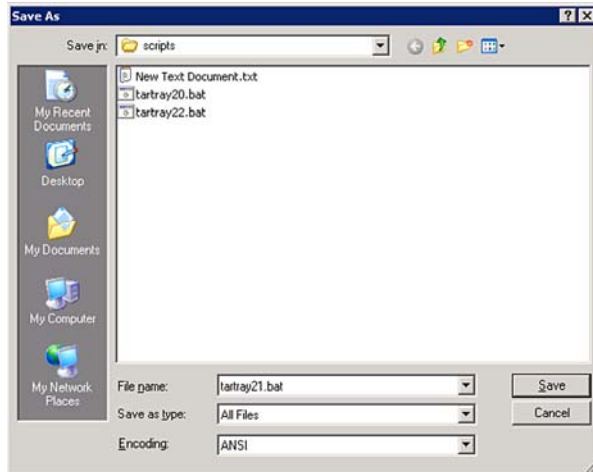 Save As
Save in:
scripts
My Recent
Documents
Desktop
My Documents
My Computer
My Network
Places
New Text Document.txt
tartray20.bat
tartray22.bat
File name:
tartray21.bat
Save
Save as type:
All Files
Cancel
Encoding:
ANSI